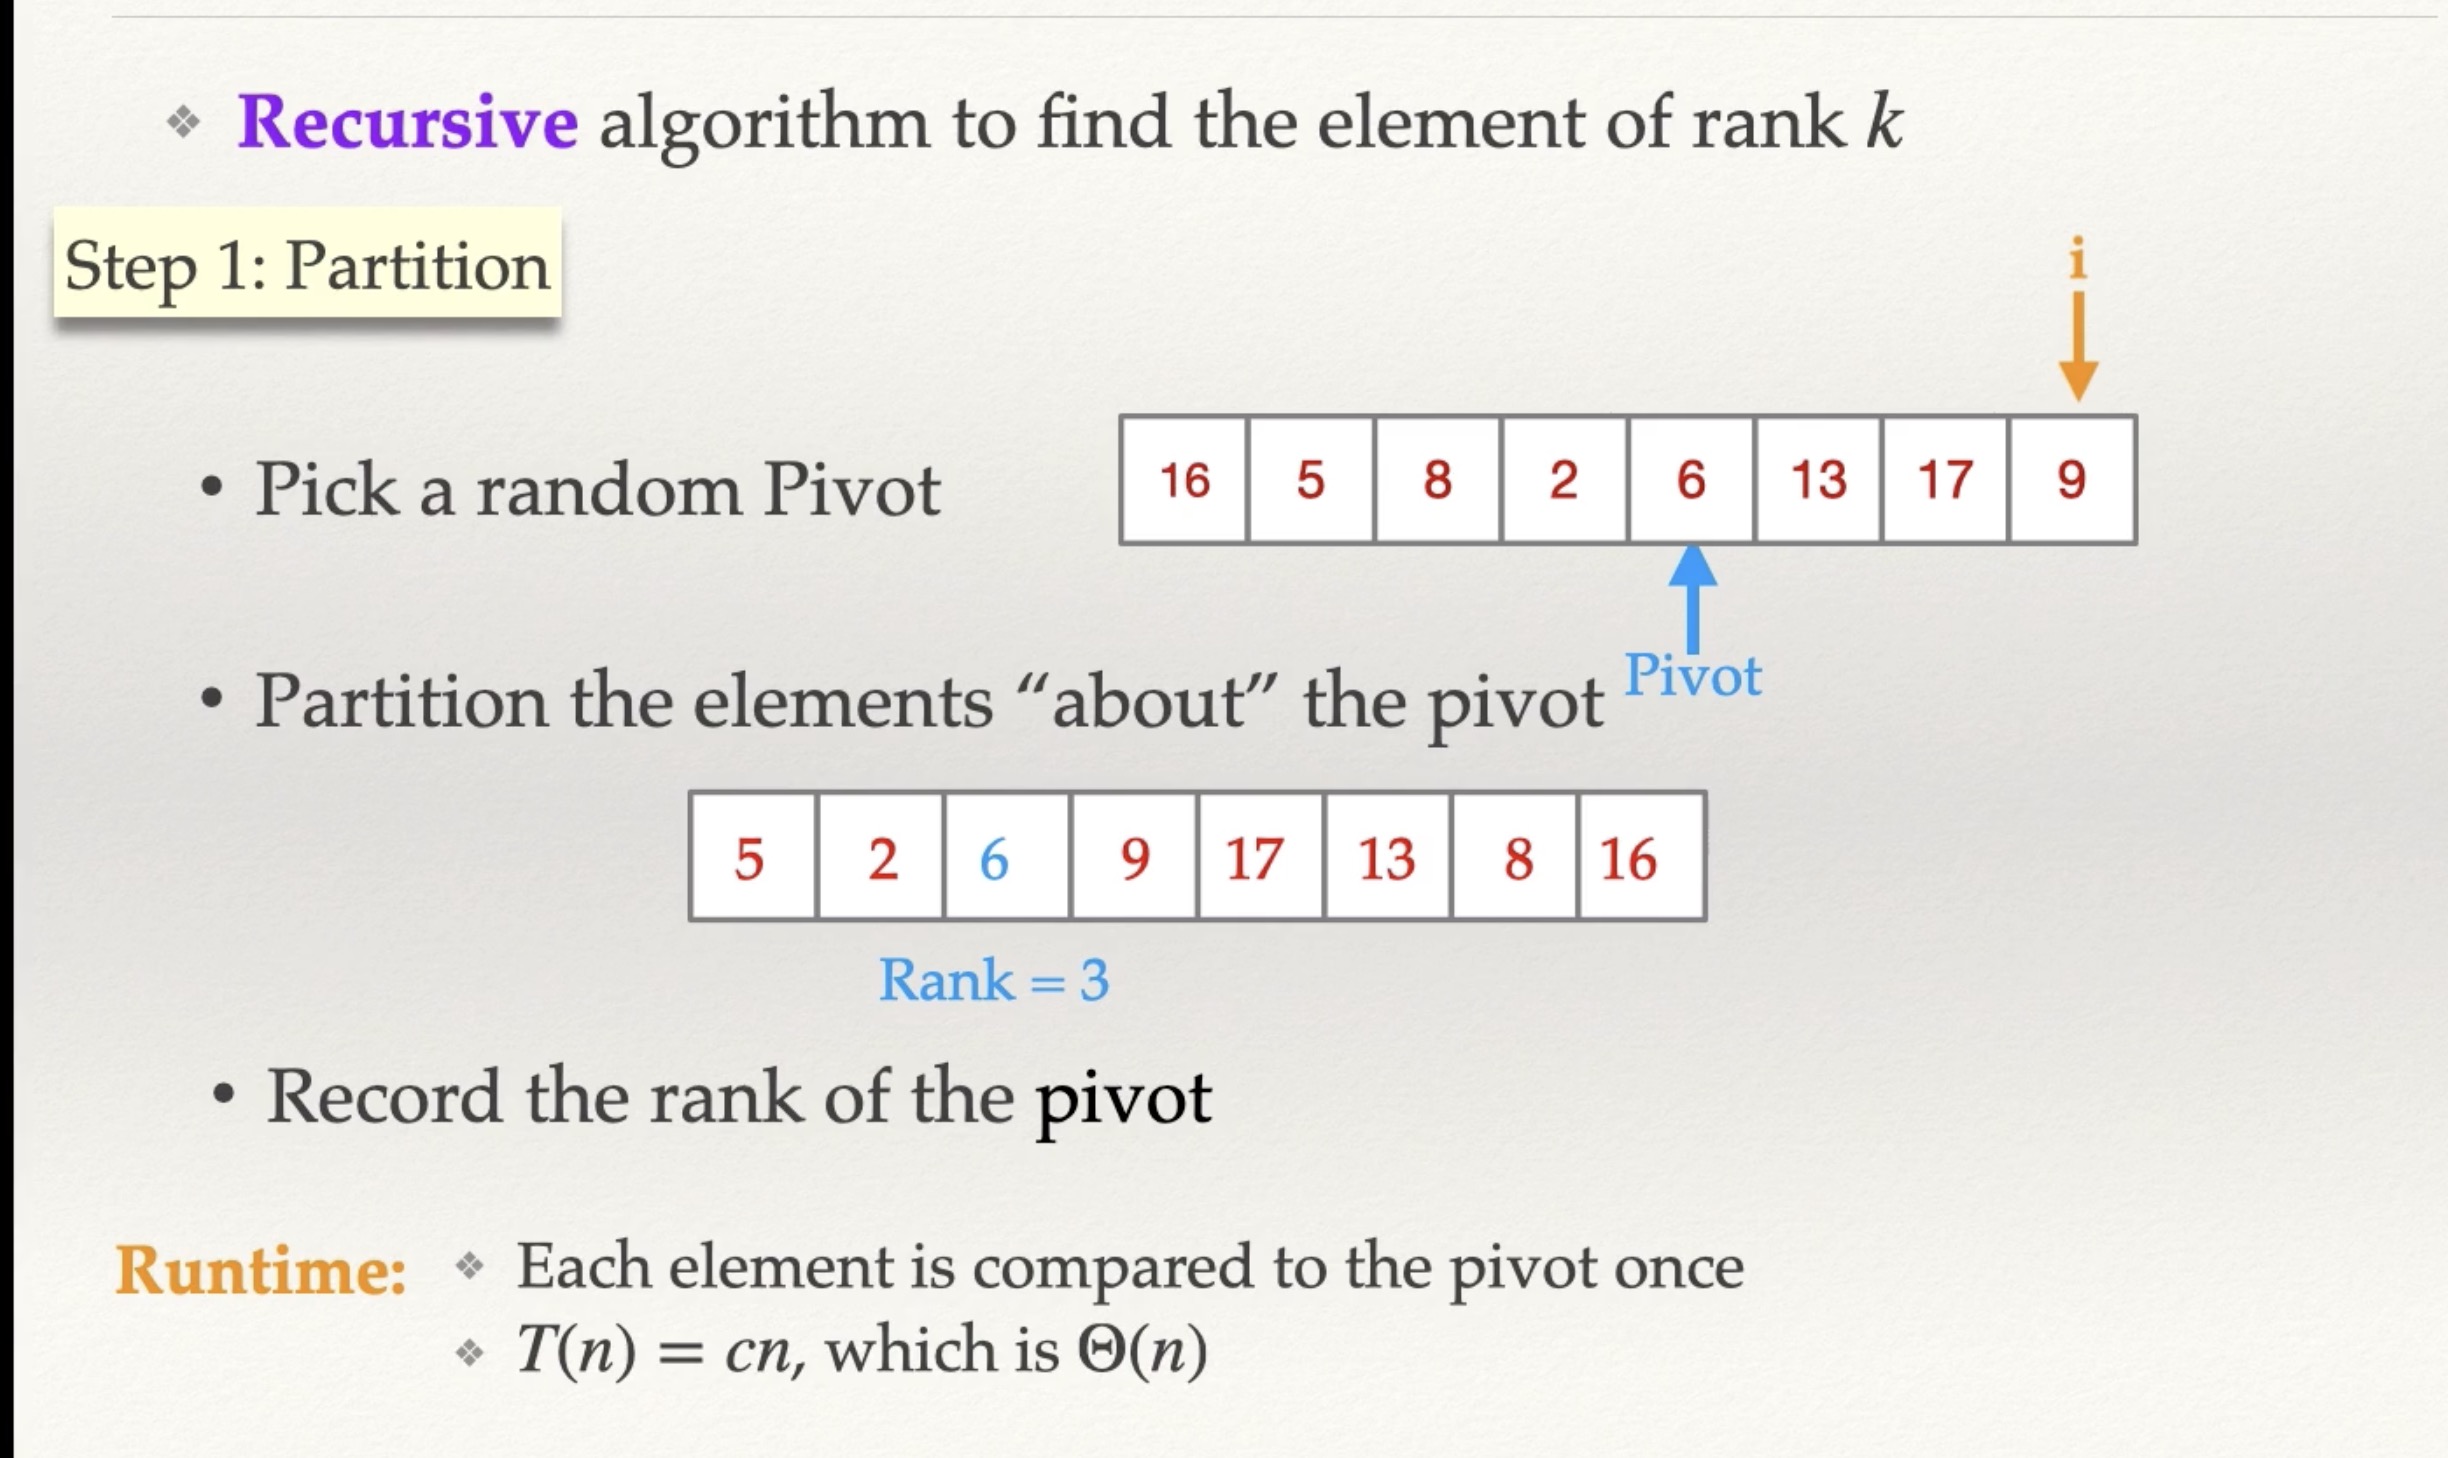 ❖ Recursive algorithm to find the element of rank k
Step 1: Partition
i
• Pick a random Pivot
16 5 8 2 6 13 17 9
Pivot
• Partition the elements “about” the pivot
5 2 6 9 17 13 8 16
Rank = 3
• Record the rank of the pivot
Runtime: ❖ Each element is compared to the pivot once
❖ T(n) = cn, which is Θ(n)